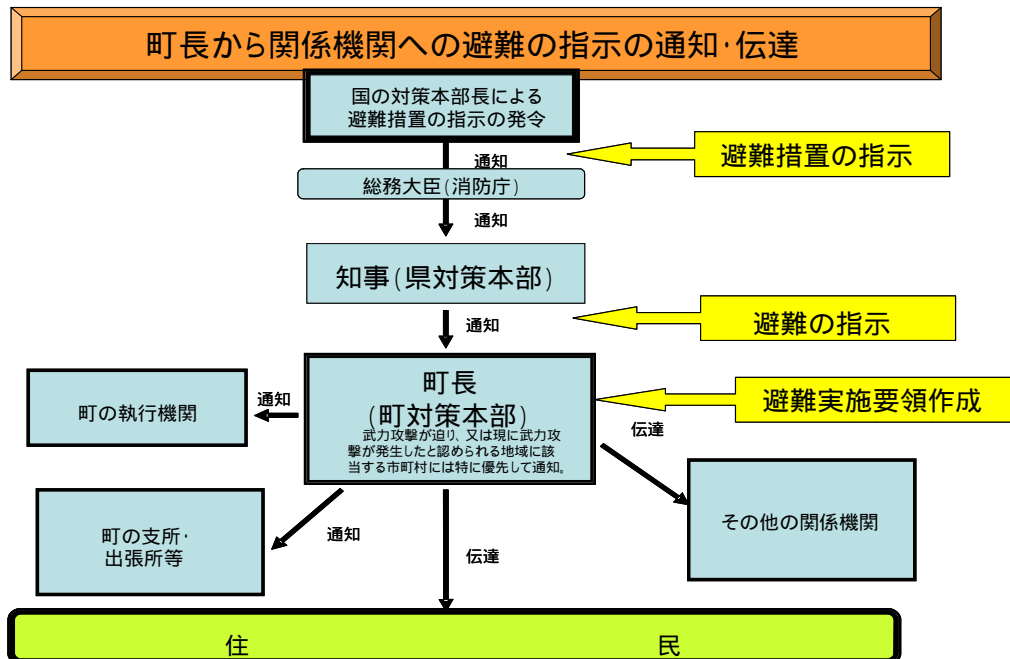 町長から関係機関への避難の指示の通知･伝達
国の対策本部長による
避難措置の指示の発令
通知
避難措置の指示
総務大臣(消防庁)
通知
知事(県対策本部)
通知
避難の指示
町長
(町対策本部)
武力攻撃が迫り、又は現に武力攻
撃が発生したと認められる地域に該
当する市町村には特に優先して通知。
避難実施要領作成
町の執行機関
通知
伝達
町の支所･
出張所等
通知
伝達
その他の関係機関
住 民